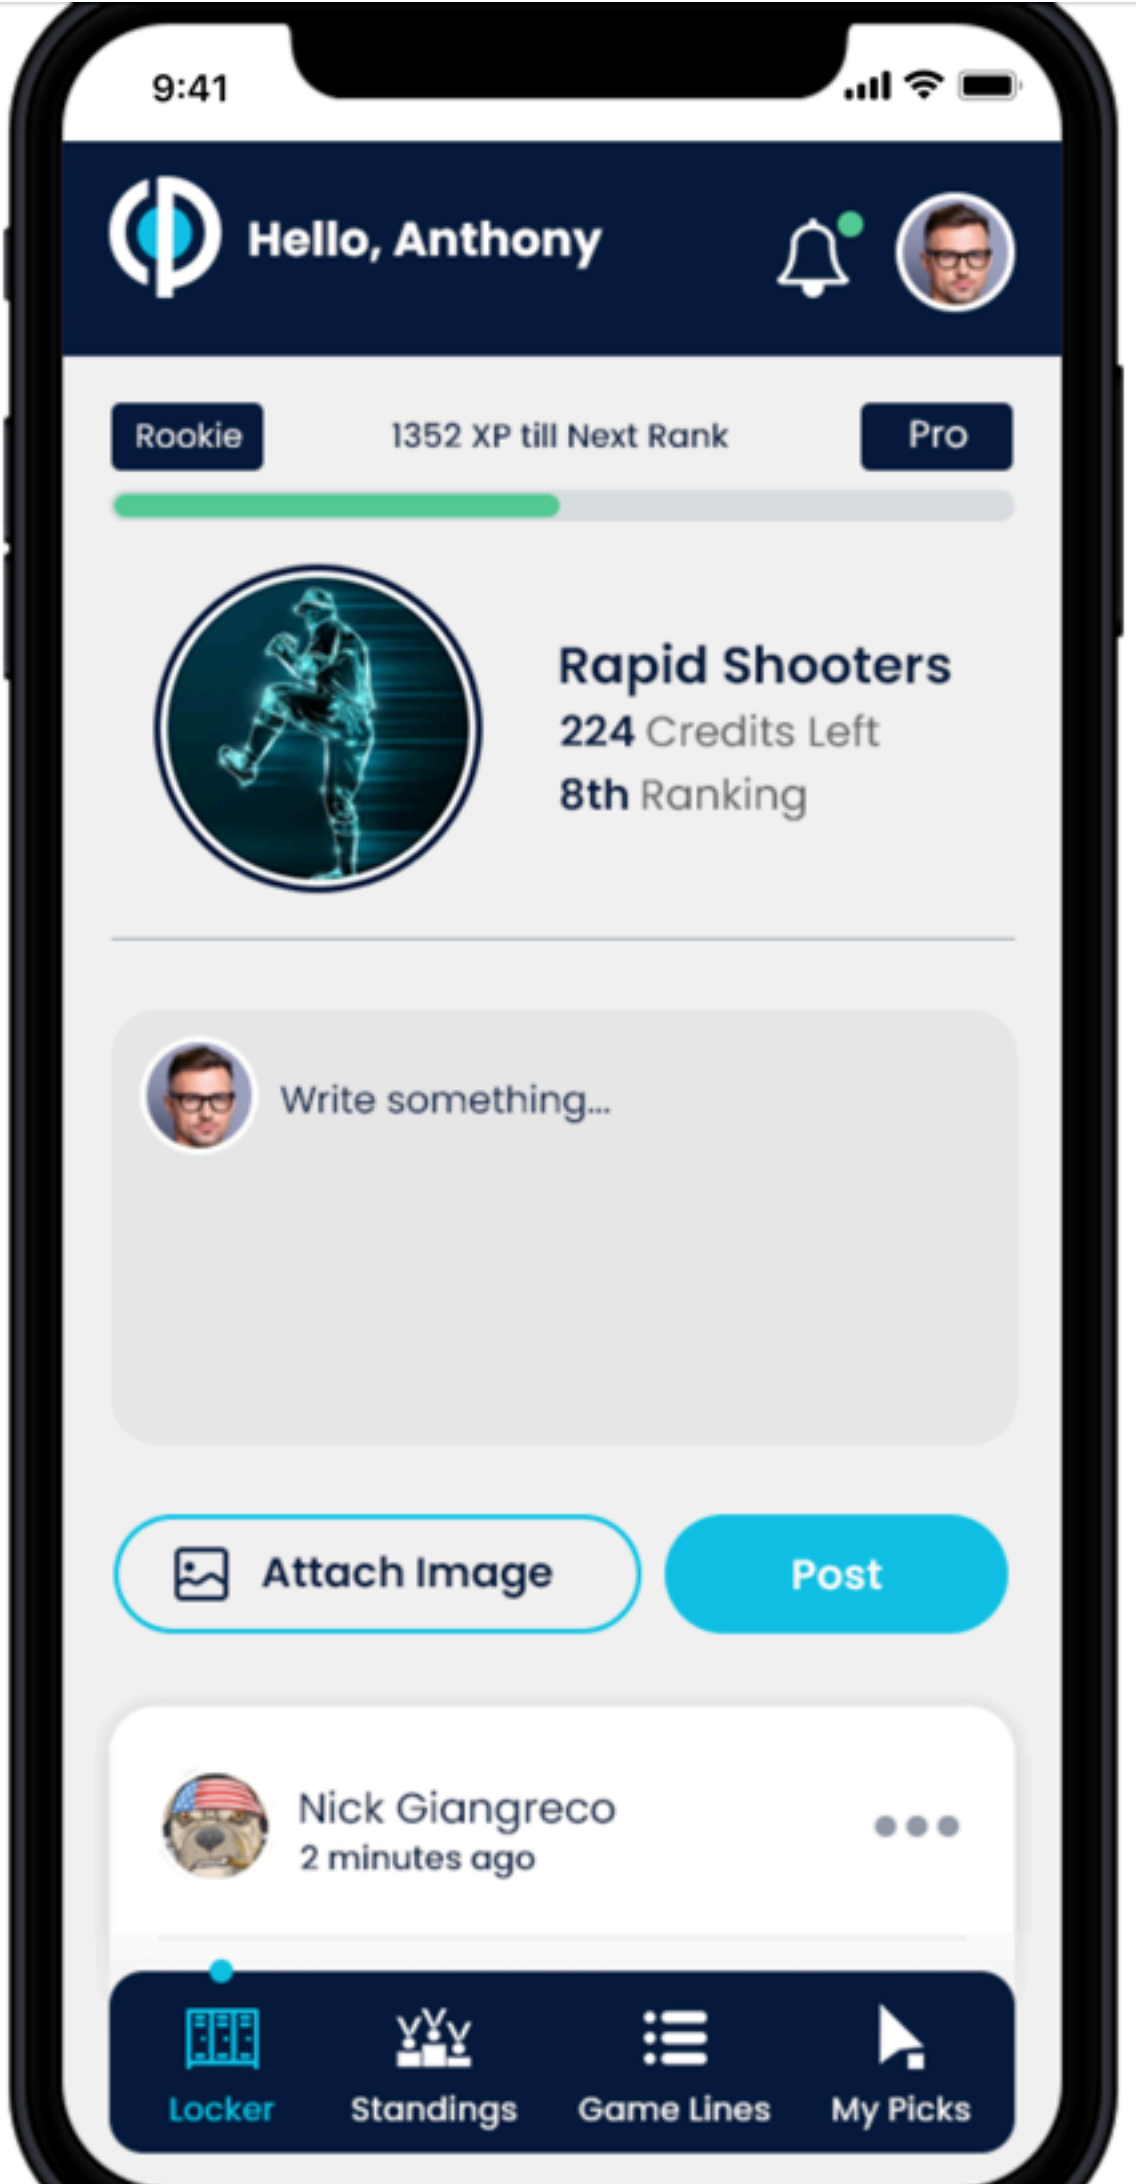 9:41
Hello, Anthony
Rookie
1352 XP till Next Rank
Pro
Rapid Shooters
224 Credits Left
8th Ranking
Write something...
Attach Image
Post
Nick Giangreco
2 minutes ago
Locker
Standings
Game Lines
My Picks